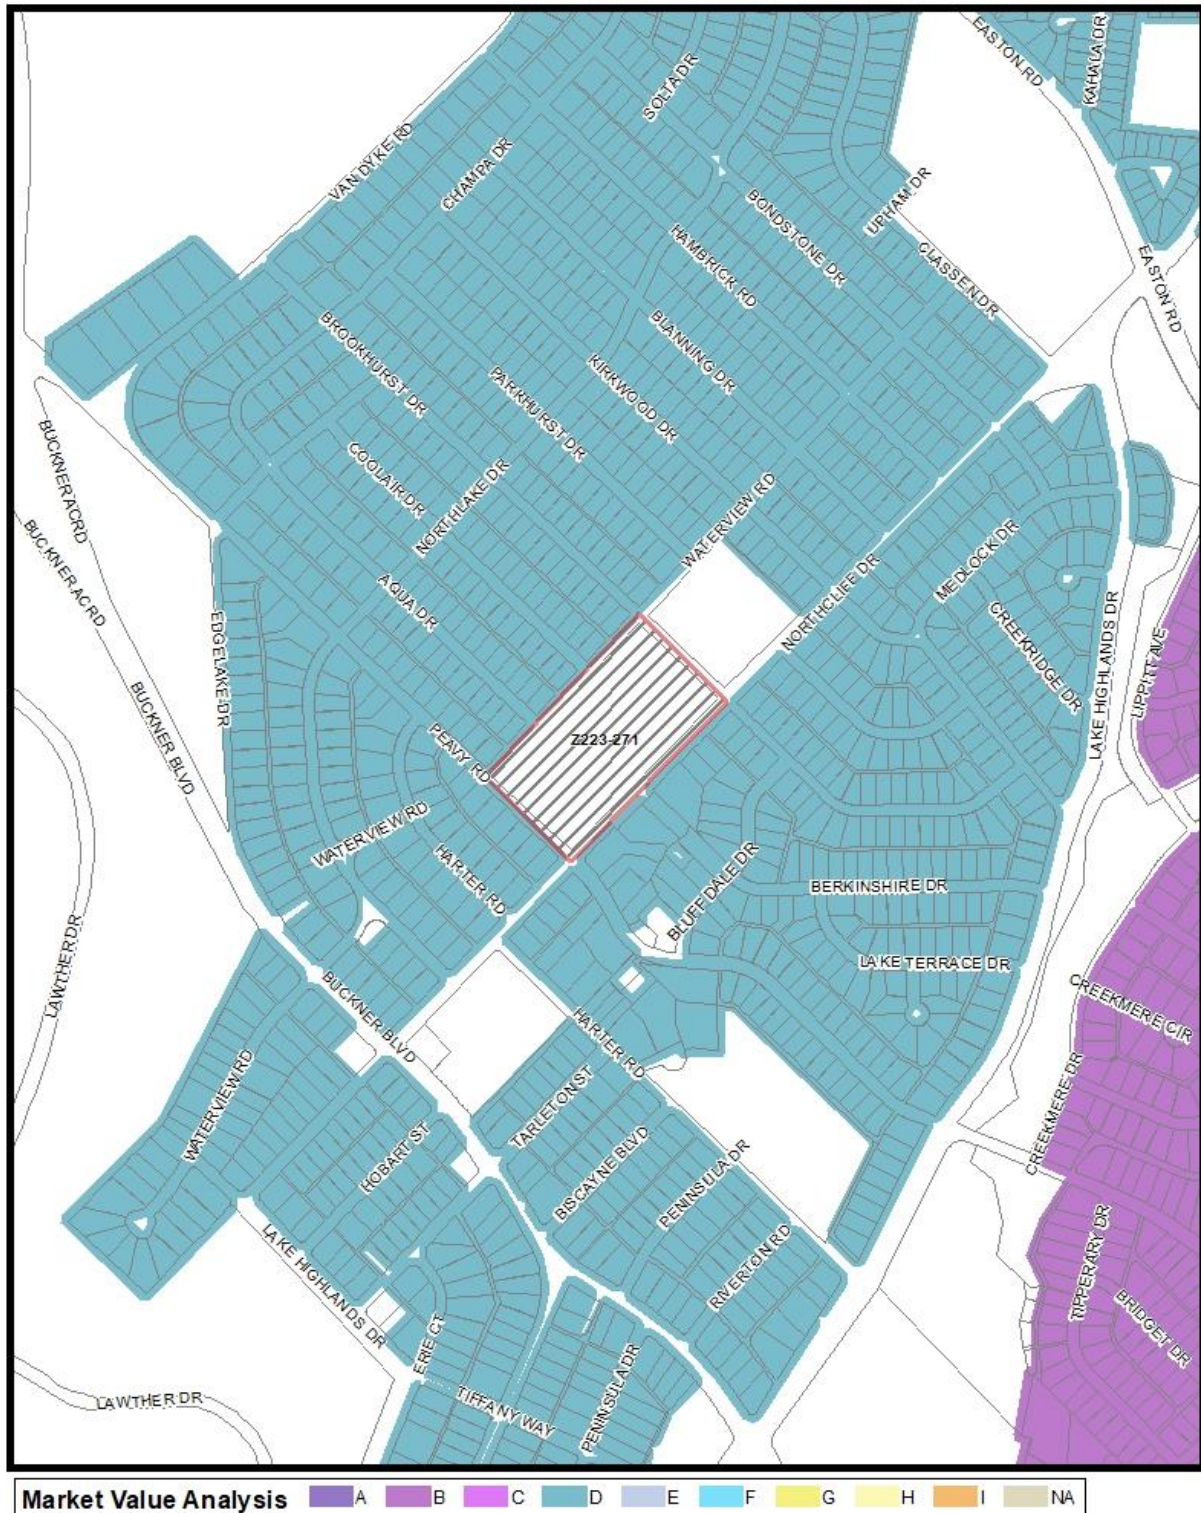 EASTON RD
KAHALA DR
SOLTA DR
VAN DYKE RD
CHAMPA DR
UPHAM DR
BONDSTONE DR
HAMBRICK RD
CLASSEN DR
EASTON RD
BROOKHURST DR
BLANNING DR
KIRKWOOD DR
PARKHURST DR
BUCKNER AC RD
COOLAIR DR
NORTHLAKE DR
WATERVIEW RD
BUCKNER AC RD
MEDLOCK DR
AQUA DR
NORTHCLIFF DR
CREEKRIDGE DR
EDGELAKE DR
LAKE HIGHLANDS DR
LIPPITT AVE
BUCKNER BLVD
PEAVY RD
Z223-271
WATERVIEW RD
HARTER RD
BLUFFDALE DR
BERKINSHIRE DR
LAKE TERRACE DR
LAWTHER DR
BUCKNER BLVD
CREEKMERE CIR
HARTER RD
WATERVIEW RD
TARLETON ST
CREEKMERE DR
HOBART ST
BISCAYNE BLVD
PENINSULA DR
LAKE HIGHLANDS DR
RIVERTON RD
TIPPERARY DR
BRIDGET DR
ERIE CT
PENINSULA DR
LAWTHER DR
TIFFANY WAY
Market Value Analysis A B C D E F G H I NA